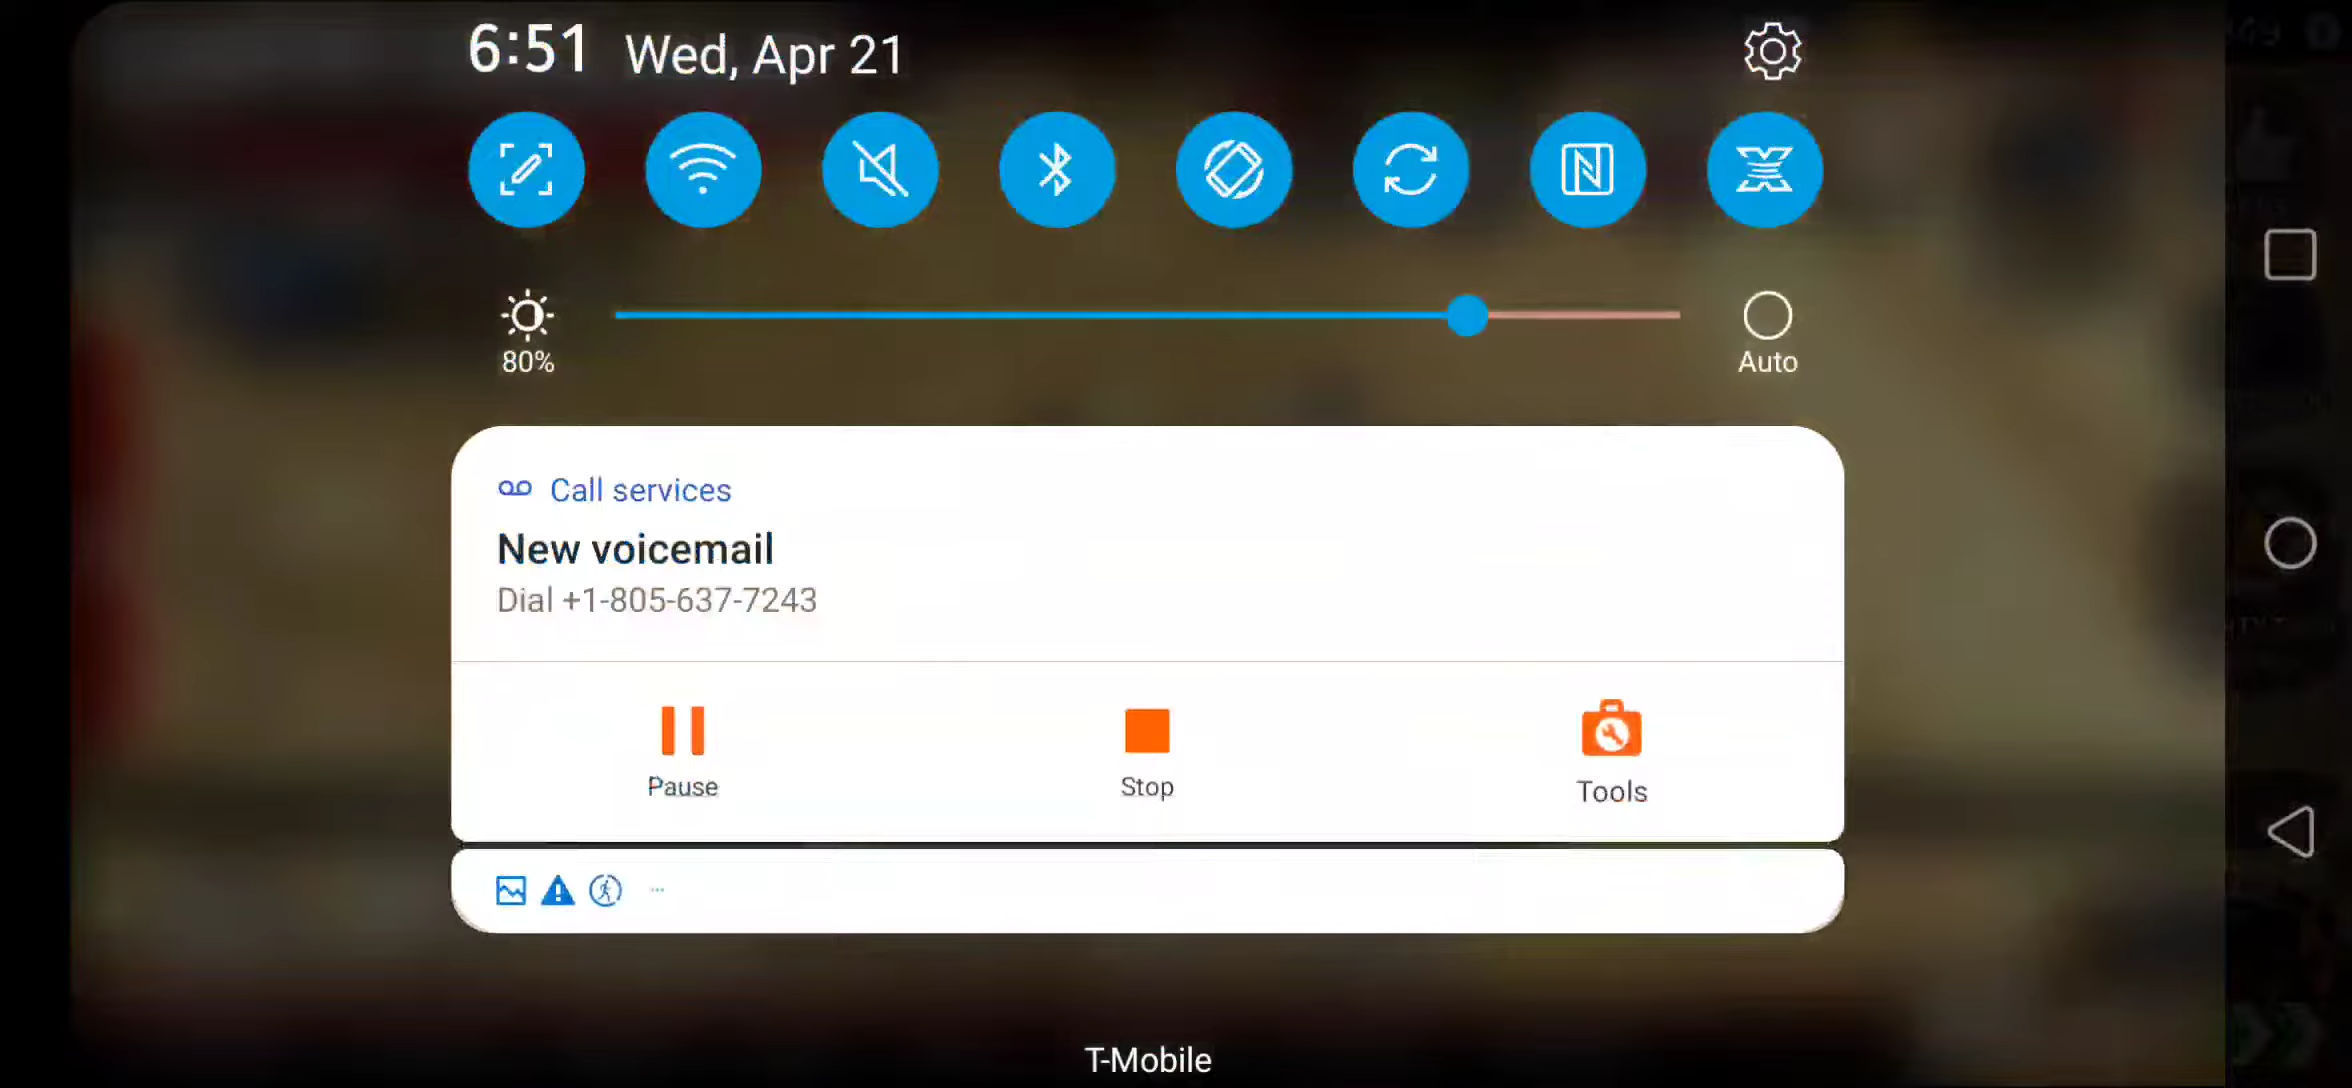 6:51 Wed, Apr 21
80%
Auto
Call services
New voicemail
Dial +1-805-637-7243
Pause
Stop
Tools
T-Mobile